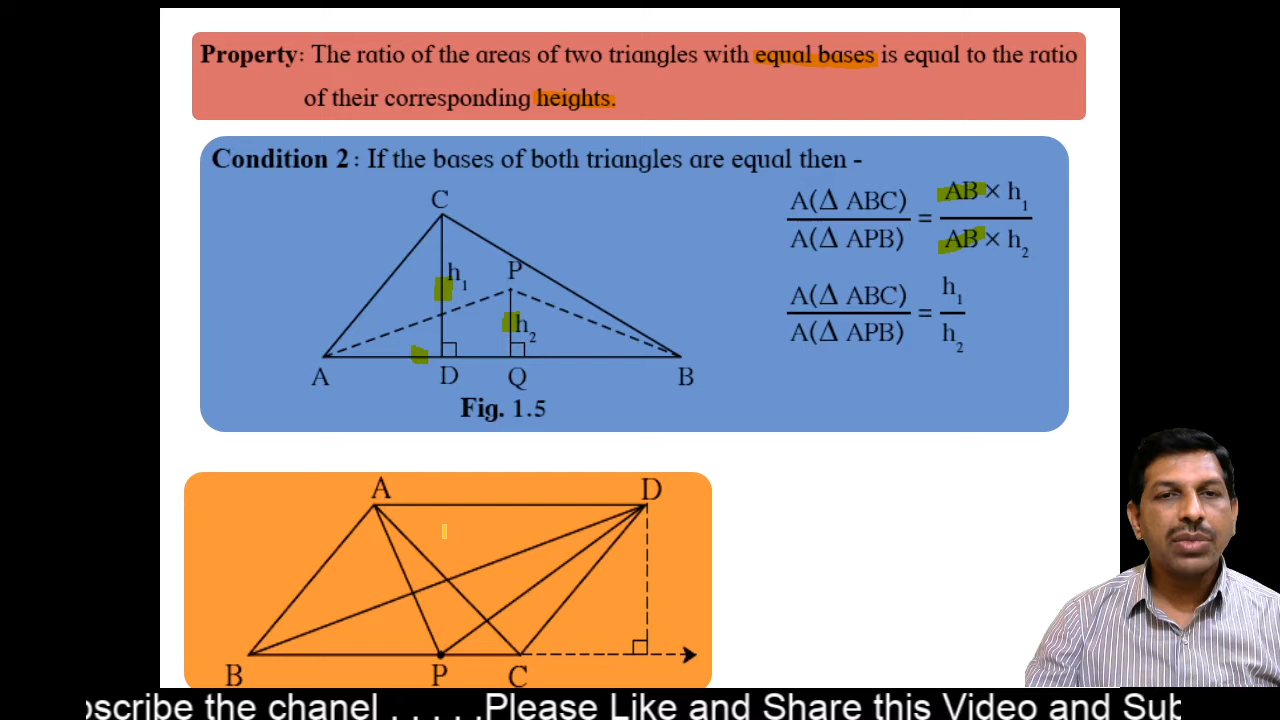 Property: The ratio of the areas of two triangles with equal bases is equal to the ratio
of their corresponding heights.
Condition 2 : If the bases of both triangles are equal then -
C
h1
P
h2
A D Q B
Fig. 1.5
A(Δ ABC) / A(Δ APB) = AB × h1 / AB × h2
A(Δ ABC) / A(Δ APB) = h1 / h2
A D
B P C
bscribe the chanel . . . . .Please Like and Share this Video and Sub